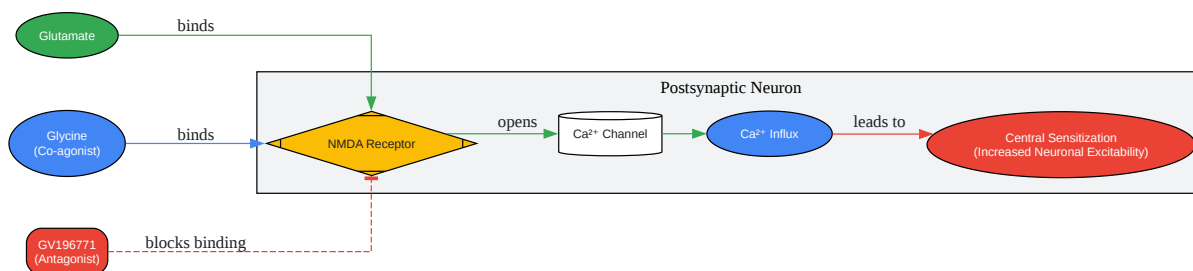 Glutamate
binds
Postsynaptic Neuron
Glycine
(Co-agonist)
binds
NMDA Receptor
opens
Ca²⁺ Channel
Ca²⁺ Influx
leads to
Central Sensitization
(Increased Neuronal Excitability)
GV196771
(Antagonist)
blocks binding